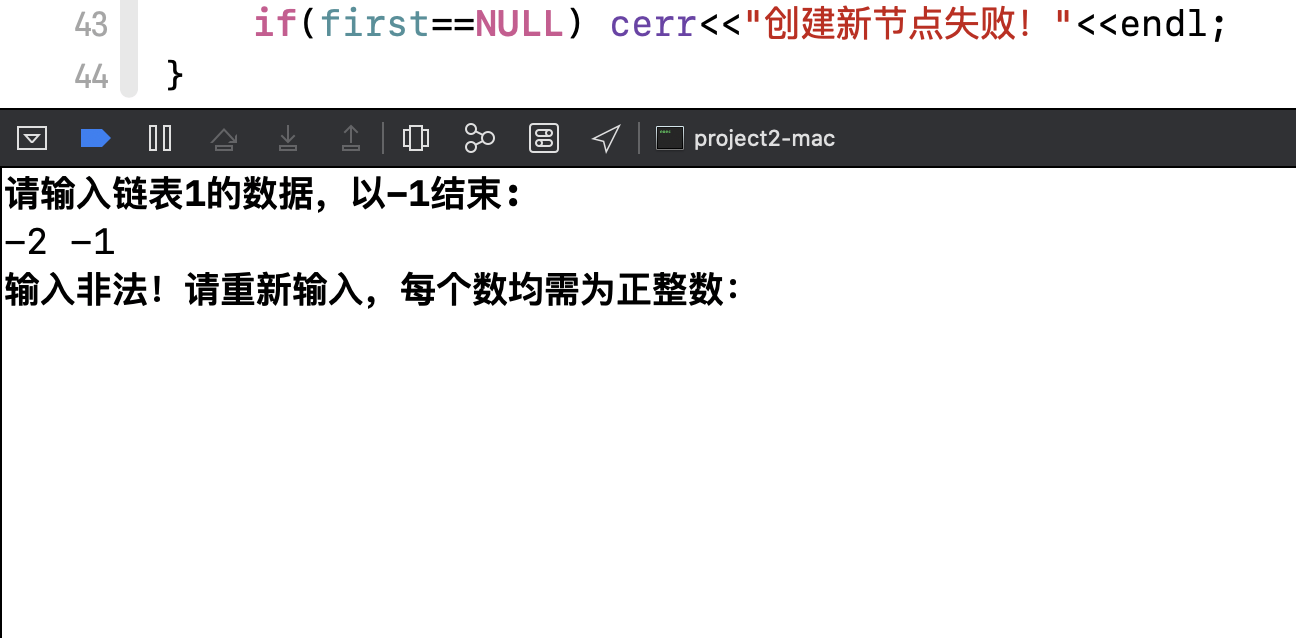 43 if(first==NULL) cerr<<"创建新节点失败！"<<endl;
44 }
project2-mac
请输入链表1的数据，以-1结束：
-2 -1
输入非法！请重新输入，每个数均需为正整数：